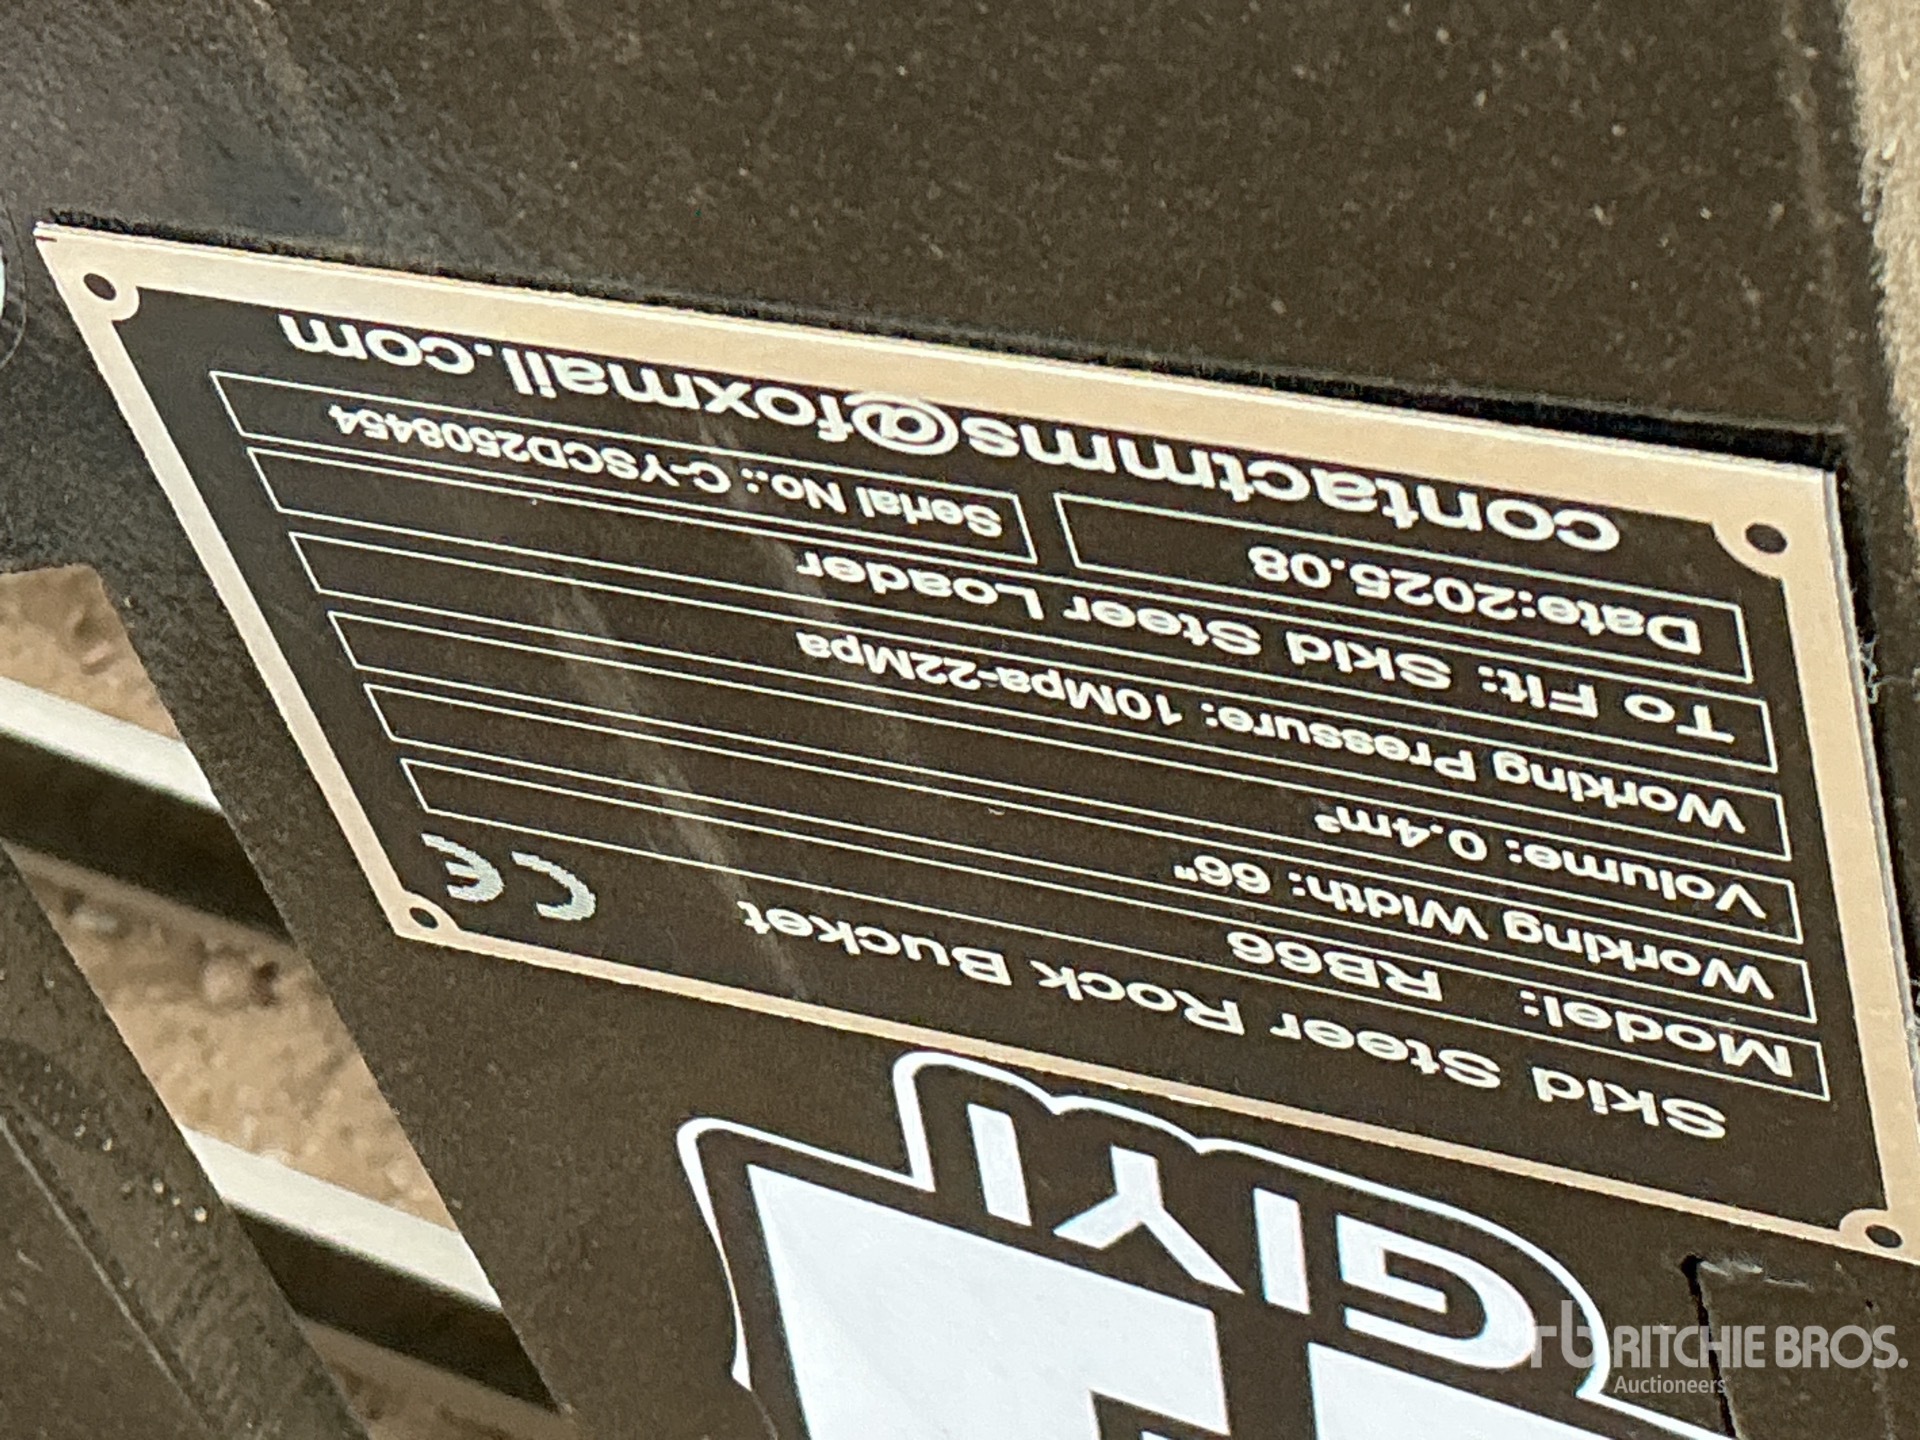 GIYI
Skid Steer Rock Bucket
CE
Model: RB66
Working Width: 66"
Volume: 0.4m³
Working Pressure: 10Mpa-22Mpa
To Fit: Skid Steer Loader
Date:2025.08
Serial No.: C-YSCD2508454
contactmms@foxmail.com
rb RITCHIE BROS.
Auctioneers